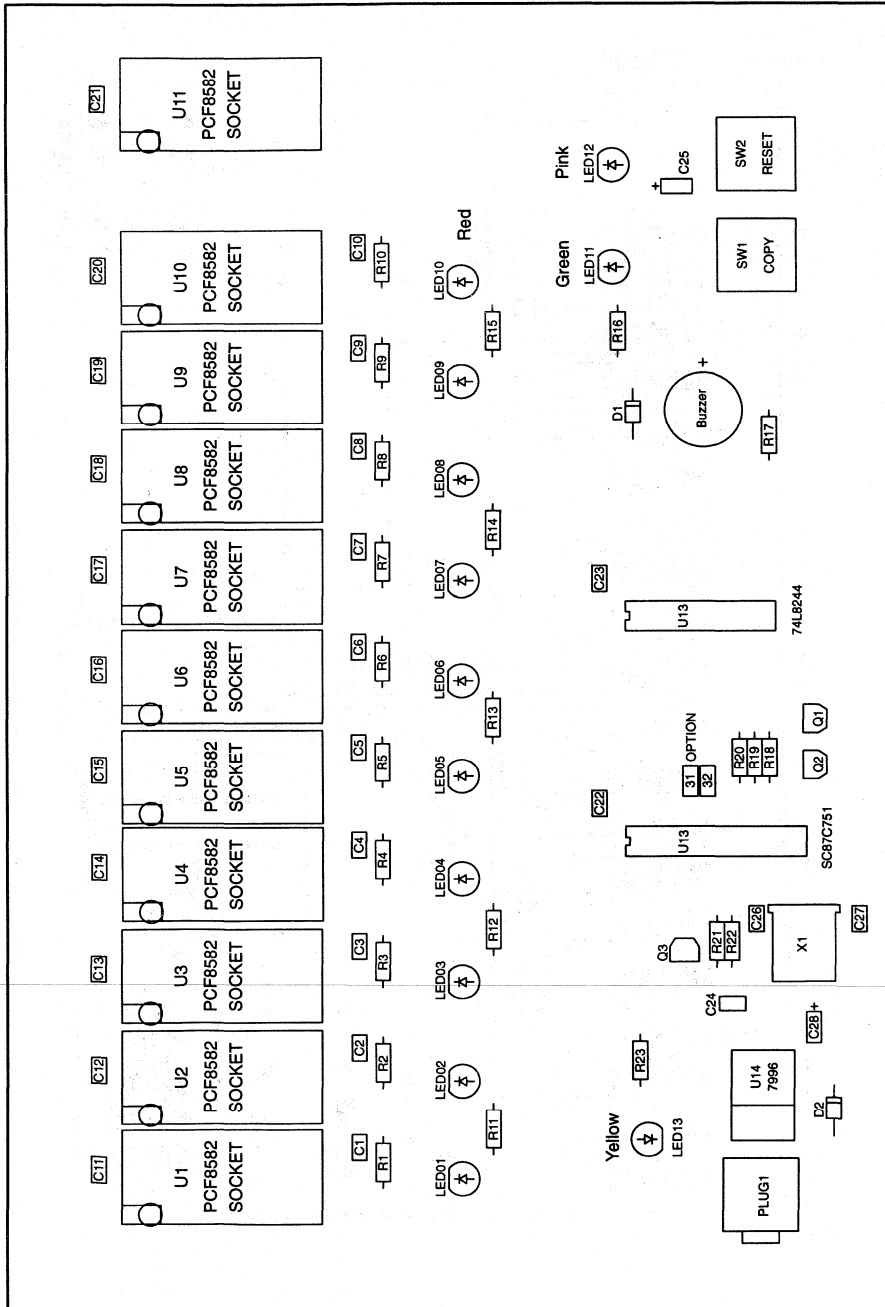 C21
U11
PCF8582
SOCKET
C20
U10
PCF8582
SOCKET
C10
R10
C19
U9
PCF8582
SOCKET
C9
R9
C18
U8
PCF8582
SOCKET
C8
R8
C17
U7
PCF8582
SOCKET
C7
R7
C16
U6
PCF8582
SOCKET
C6
R6
C15
U5
PCF8582
SOCKET
C5
R5
C14
U4
PCF8582
SOCKET
C4
R4
C13
U3
PCF8582
SOCKET
C3
R3
C12
U2
PCF8582
SOCKET
C2
R2
C11
U1
PCF8582
SOCKET
C1
R1
Red
LED10
R15
LED09
LED08
R14
LED07
LED06
R13
LED05
LED04
R12
LED03
LED02
R11
LED01
Pink
LED12
+
C25
SW2
RESET
Green
LED11
SW1
COPY
R16
D1
+
Buzzer
R17
C23
U13
74L8244
31 OPTION
32
R20
R19
R18
Q1
Q2
C22
U13
SC87C751
Q3
R21
R22
C26
X1
C27
C24
C28 +
R23
Yellow
LED13
U14
7996
D2
PLUG1